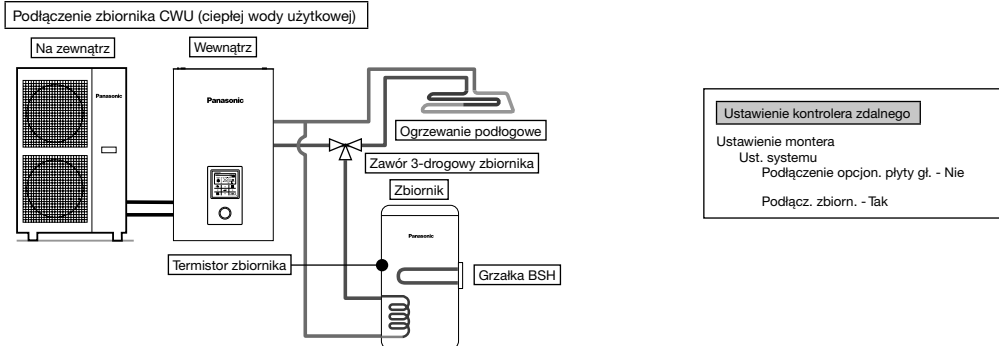 Podłączenie zbiornika CWU (ciepłej wody użytkowej)
Na zewnątrz
Wewnątrz
Panasonic
Panasonic
Ogrzewanie podłogowe
Zawór 3-drogowy zbiornika
Zbiornik
Panasonic
Termistor zbiornika
Grzałka BSH
Ustawienie kontrolera zdalnego
Ustawienie montera
Ust. systemu
Podłączenie opcjon. płyty gł. - Nie
Podłącz. zbiorn. - Tak